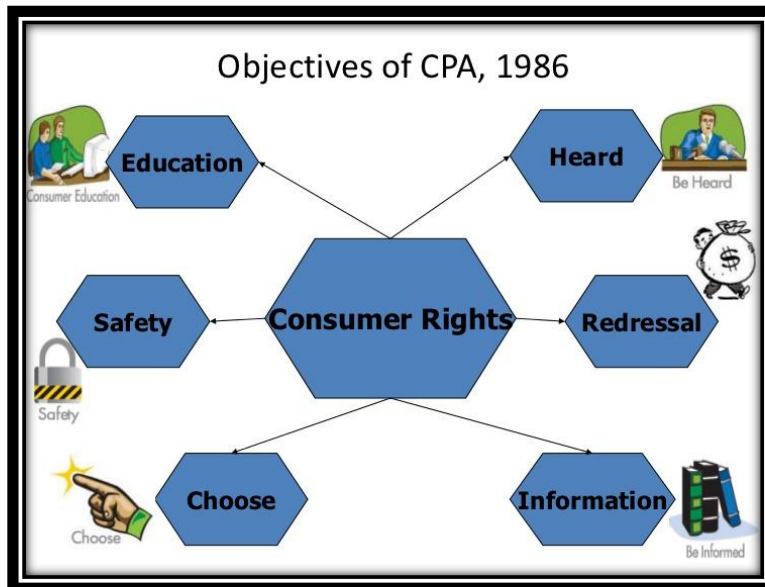 Objectives of CPA, 1986
Education
Consumer Education
Heard
Be Heard
Safety
Safety
Consumer Rights
Redressal
$
Choose
Choose
Information
Be Informed